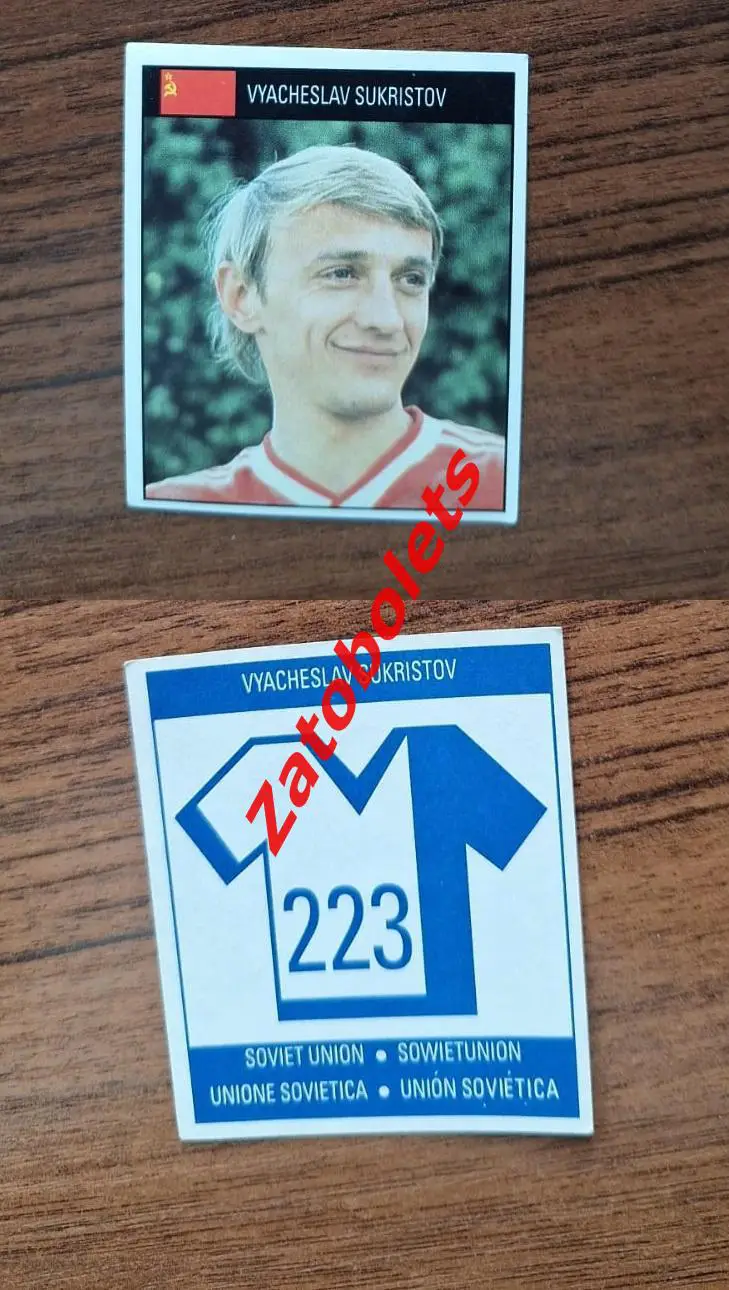 VYACHESLAV SUKRISTOV
Zatobolets
VYACHESLAV SUKRISTOV
223
SOVIET UNION • SOWIETUNION
UNIONE SOVIETICA • UNIÓN SOVIÉTICA